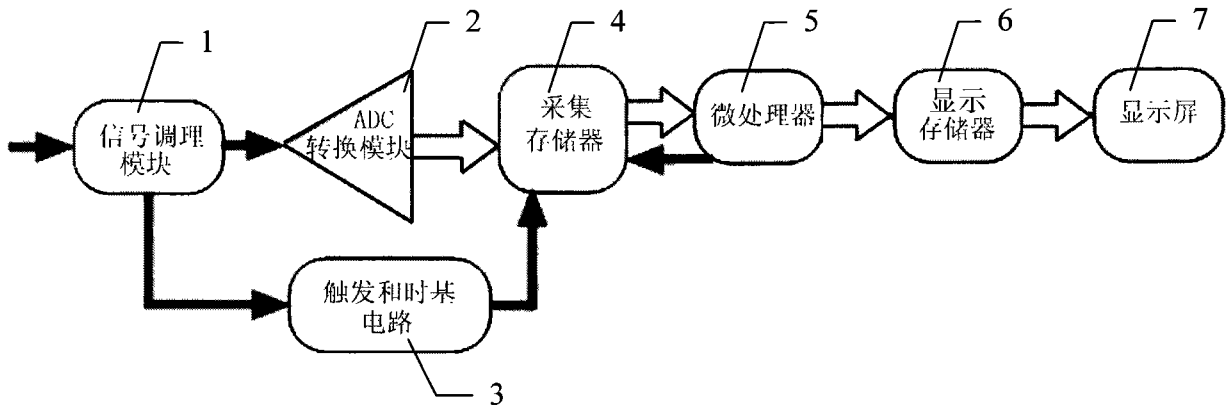 1
2
4
5
6
7
信号调理
模块
ADC
转换模块
采集
存储器
微处理器
显示
存储器
显示屏
触发和时基
电路
3